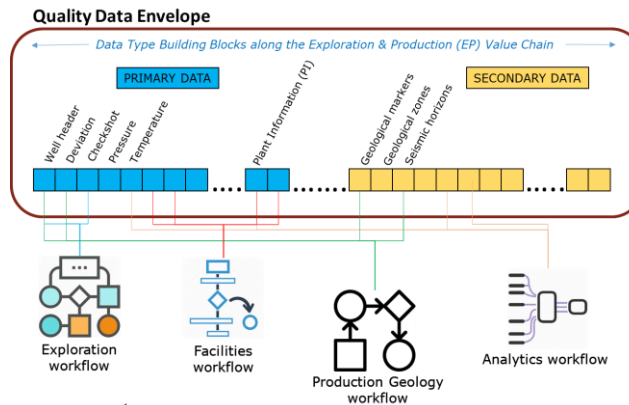 Quality Data Envelope
Data Type Building Blocks along the Exploration & Production (EP) Value Chain
PRIMARY DATA
SECONDARY DATA
Well header
Deviation
Checkshot
Pressure
Temperature
Plant Information (PI)
Geological markers
Geological zones
Seismic horizons
Exploration
workflow
Facilities
workflow
Production Geology
workflow
Analytics workflow